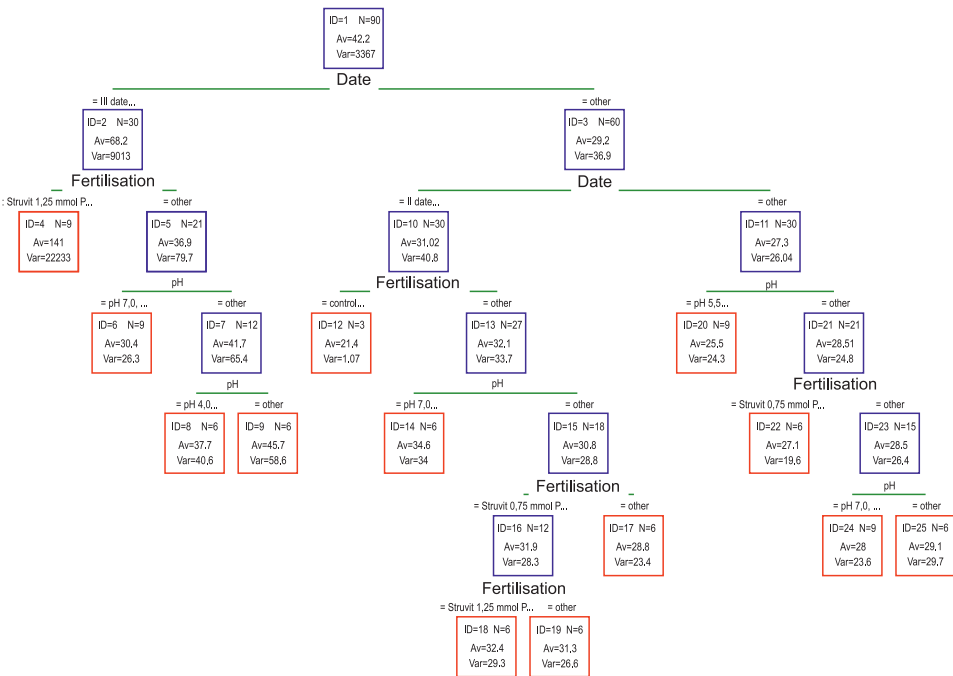 ID=1 N=90
Av=42.2
Var=3367
Date
= III date...
= other
ID=2 N=30
Av=68.2
Var=9013
ID=3 N=60
Av=29.2
Var=36.9
Fertilisation
Date
: Struvit 1,25 mmol P...
= other
= II date...
= other
ID=4 N=9
Av=141
Var=22233
ID=5 N=21
Av=36.9
Var=79.7
ID=10 N=30
Av=31,02
Var=40.8
ID=11 N=30
Av=27.3
Var=26.04
pH
Fertilisation
pH
= pH 7,0, ...
= other
= control...
= other
= pH 5,5...
= other
ID=6 N=9
Av=30.4
Var=26.3
ID=7 N=12
Av=41.7
Var=65.4
ID=12 N=3
Av=21.4
Var=1.07
ID=13 N=27
Av=32.1
Var=33.7
ID=20 N=9
Av=25.5
Var=24.3
ID=21 N=21
Av=28.51
Var=24.8
pH
pH
Fertilisation
= pH 4,0...
= other
= pH 7,0...
= other
= Struvit 0,75 mmol P...
= other
ID=8 N=6
Av=37.7
Var=40,6
ID=9 N=6
Av=45.7
Var=58,6
ID=14 N=6
Av=34.6
Var=34
ID=15 N=18
Av=30.8
Var=28,8
ID=22 N=6
Av=27.1
Var=19,6
ID=23 N=15
Av=28.5
Var=26,4
Fertilisation
pH
= Struvit 0,75 mmol P...
= other
= pH 7,0, ...
= other
ID=16 N=12
Av=31.9
Var=28.3
ID=17 N=6
Av=28.8
Var=23.4
ID=24 N=9
Av=28
Var=23.6
ID=25 N=6
Av=29.1
Var=29.7
Fertilisation
= Struvit 1,25 mmol P...
= other
ID=18 N=6
Av=32.4
Var=29.3
ID=19 N=6
Av=31,3
Var=26.6